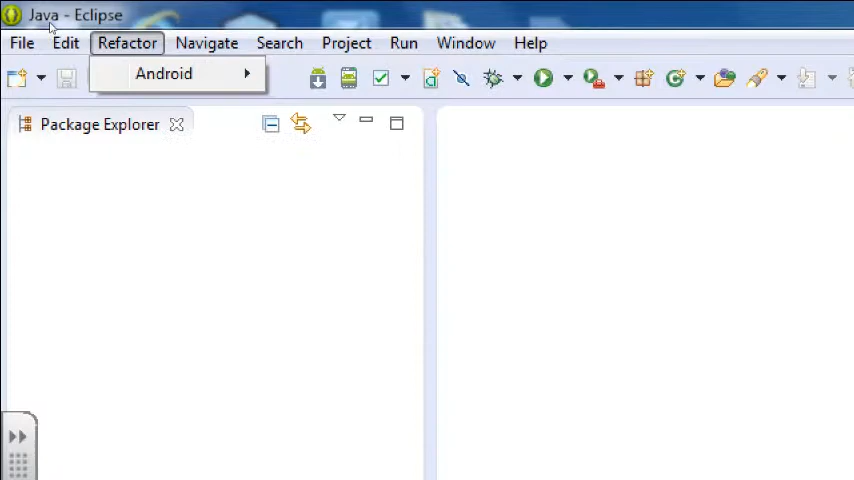 Java - Eclipse
File Edit Refactor Navigate Search Project Run Window Help
Android
Package Explorer